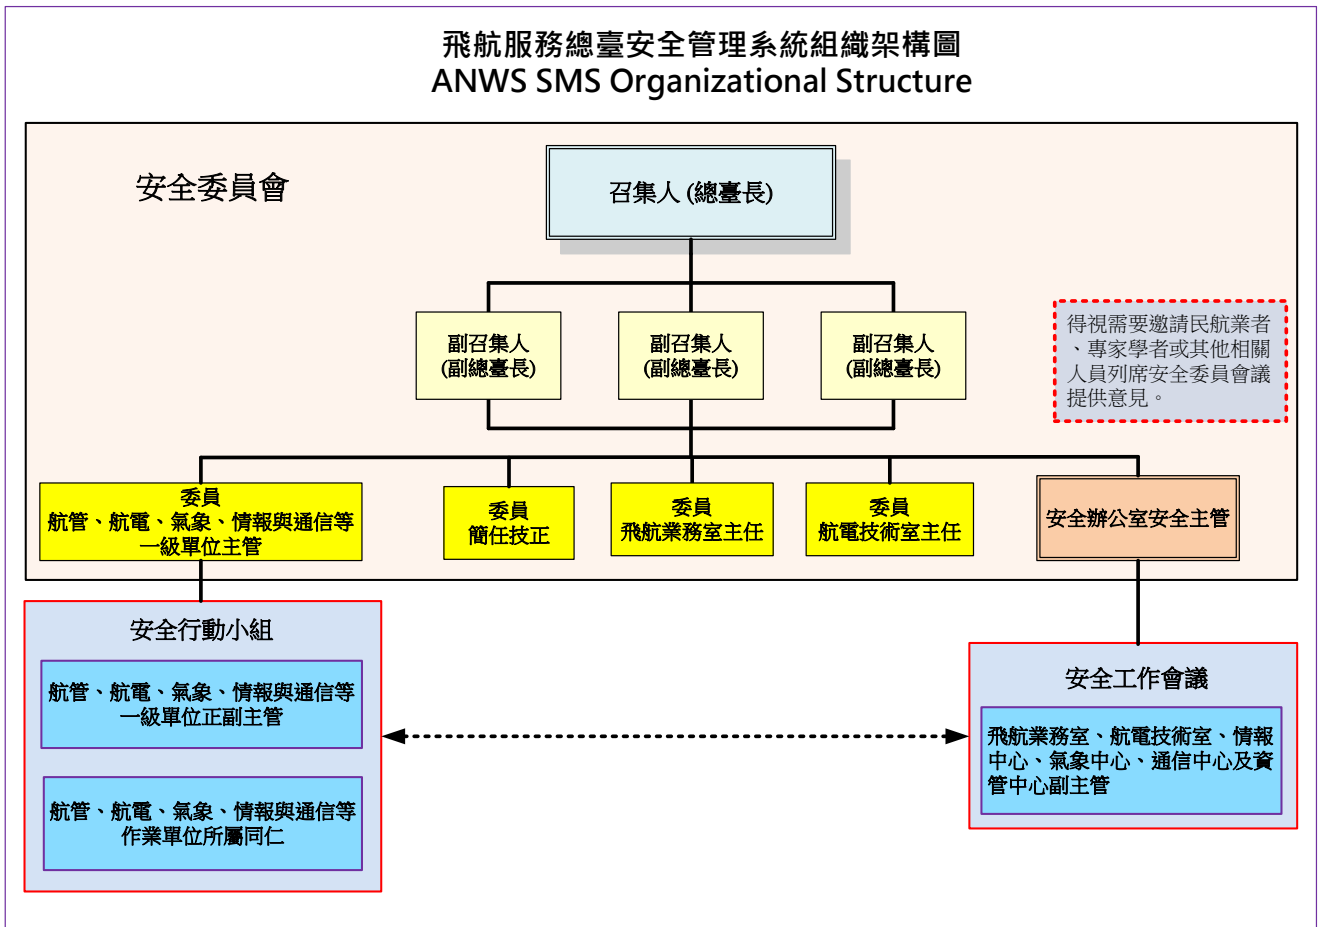 飛航服務總臺安全管理系統組織架構圖
ANWS SMS Organizational Structure
安全委員會
召集人 (總臺長)
副召集人
(副總臺長)
副召集人
(副總臺長)
副召集人
(副總臺長)
得視需要邀請民航業者
、專家學者或其他相關
人員列席安全委員會議
提供意見。
委員
航管、航電、氣象、情報與通信等
一級單位主管
委員
簡任技正
委員
飛航業務室主任
委員
航電技術室主任
安全辦公室安全主管
安全行動小組
航管、航電、氣象、情報與通信等
一級單位正副主管
航管、航電、氣象、情報與通信等
作業單位所屬同仁
安全工作會議
飛航業務室、航電技術室、情報
中心、氣象中心、通信中心及資
管中心副主管